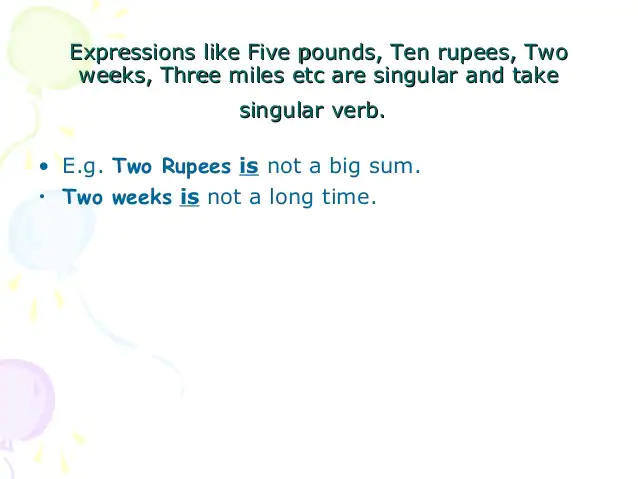 Expressions like Five pounds, Ten rupees, Two
weeks, Three miles etc are singular and take
singular verb.
• E.g. Two Rupees is not a big sum.
• Two weeks is not a long time.